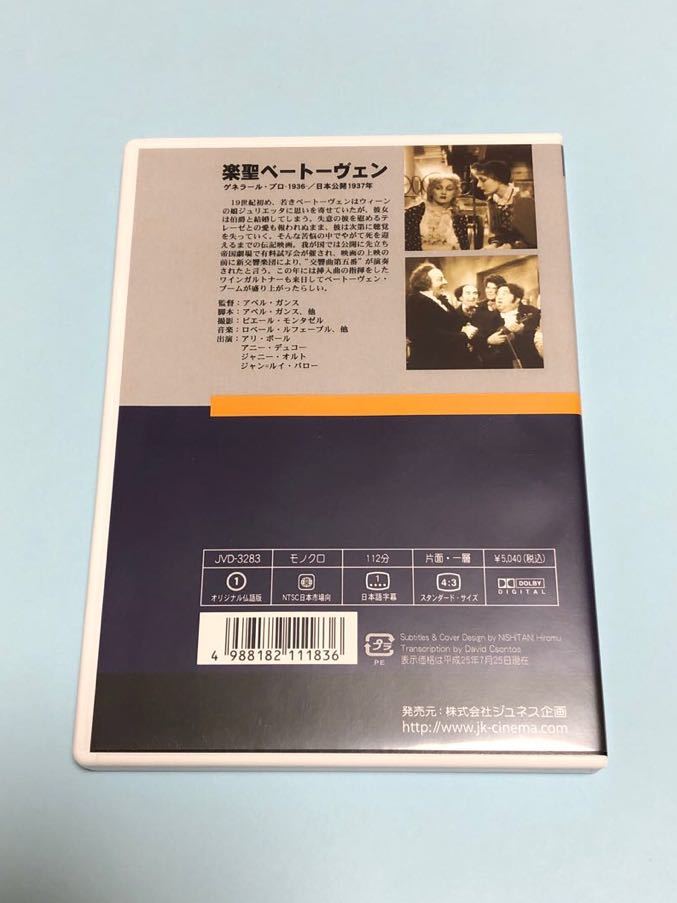 楽聖ベートーヴェン
ゲネラール・プロ-1936-/日本公開1937年
19世紀初め、若きベートーヴェンはウィーン
の娘ジュリエッタに思いを寄せていたが、彼女
は伯爵と結婚してしまう。失意の彼を慰める
テレーゼとの愛も報われぬまま、彼は次第に聴覚
を失っていく。そんな苦悩の中でやがて死を迎
えるまでの伝記映画。我が国では公開に先立ち
帝国劇場で有料試写会が催され、映画の上映の
前に新交響楽団により、“交響曲第五番”が演奏
されたと言う。この年には挿入曲の指揮をした
ワインガルトナーも来日してベートーヴェン・
ブームが盛り上がったらしい。
監督：アベル・ガンス
脚本：アベル・ガンス、他
撮影：ピエール・モンタゼル
音楽：ロベール・ルフェーブル、他
出演：アリ・ボール
アニー・デュコー
ジャニー・オルト
ジャン=ルイ・バロー
JVD-3283 モノクロ 112分 片面・一層 ￥5,040(税込)
1 オリジナル仏語版
NTSC日本市場向
1 日本語字幕
4:3 スタンダード・サイズ
DOLBY DIGITAL
4 988182 111836
プラ
PE
Subtitles & Cover Design by NISHITANI Hiromu
Transcription by David Csontos
表示価格は平成25年7月25日現在
発売元：株式会社ジュネス企画
http://www.jk-cinema.com